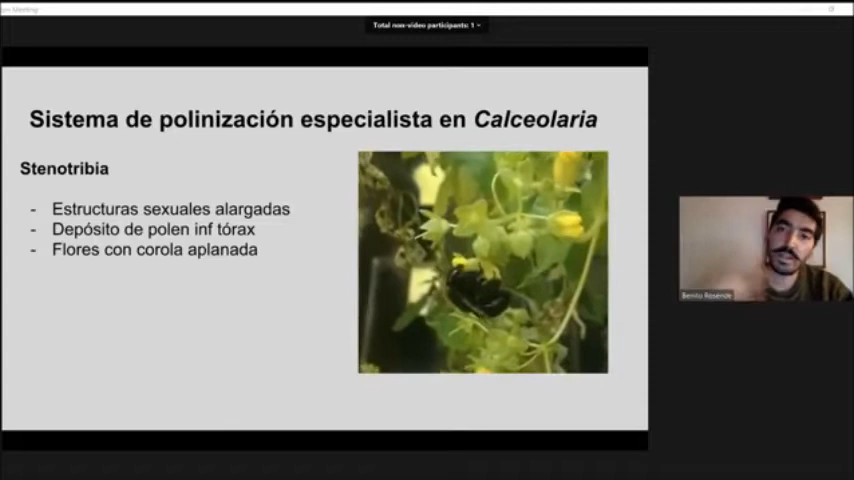 Total non-video participants: 1
Sistema de polinización especialista en Calceolaria
Stenotribia
- Estructuras sexuales alargadas
- Depósito de polen inf tórax
- Flores con corola aplanada
Benito Rosende